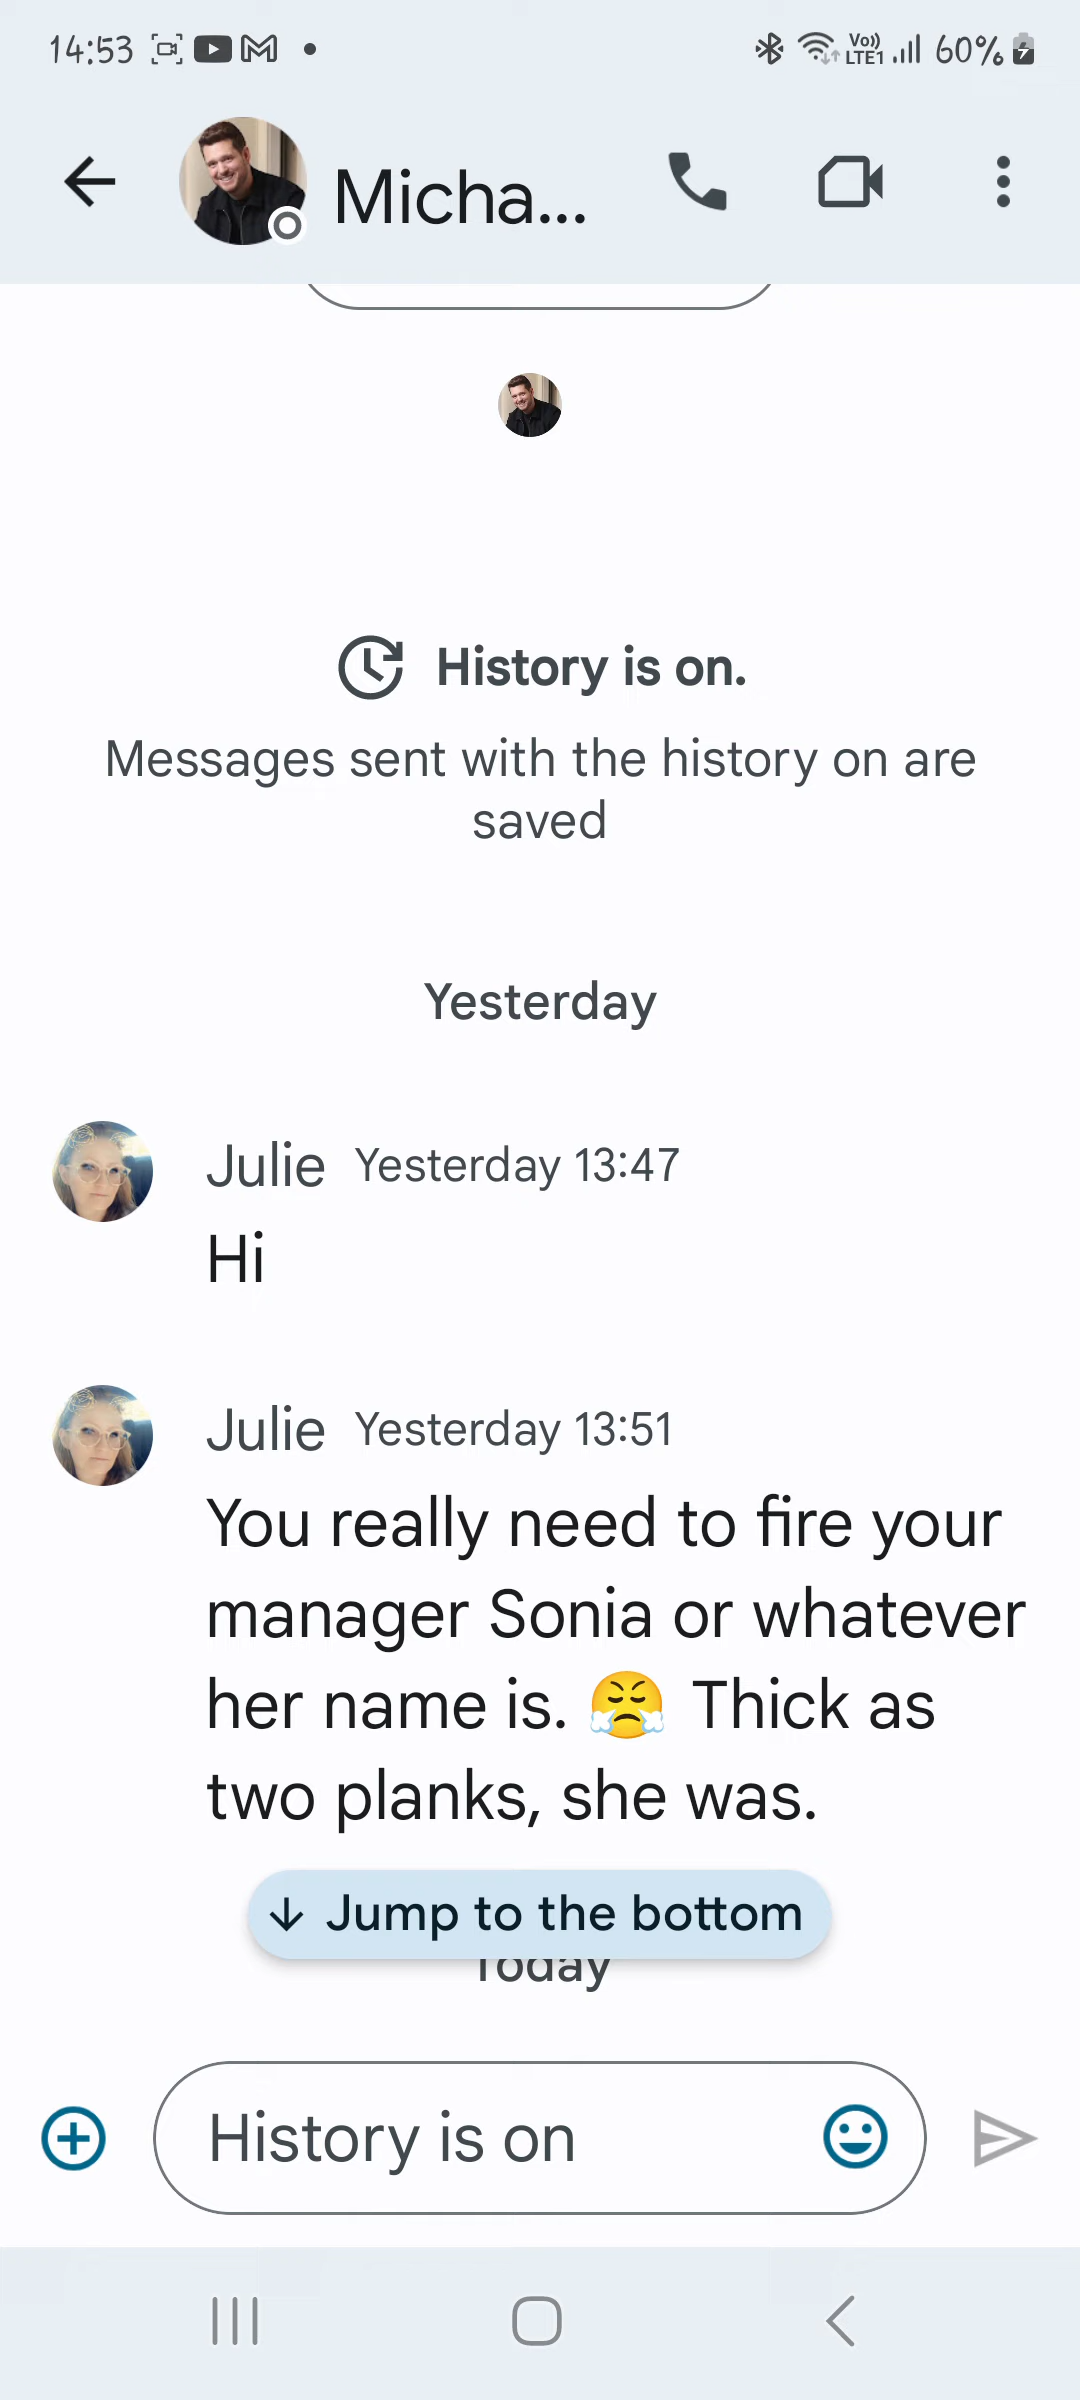 14:53
Vo))
LTE1
60%
Micha...
History is on.
Messages sent with the history on are
saved
Yesterday
Julie Yesterday 13:47
Hi
Julie Yesterday 13:51
You really need to fire your
manager Sonia or whatever
her name is. 😤 Thick as
two planks, she was.
Jump to the bottom
Today
History is on